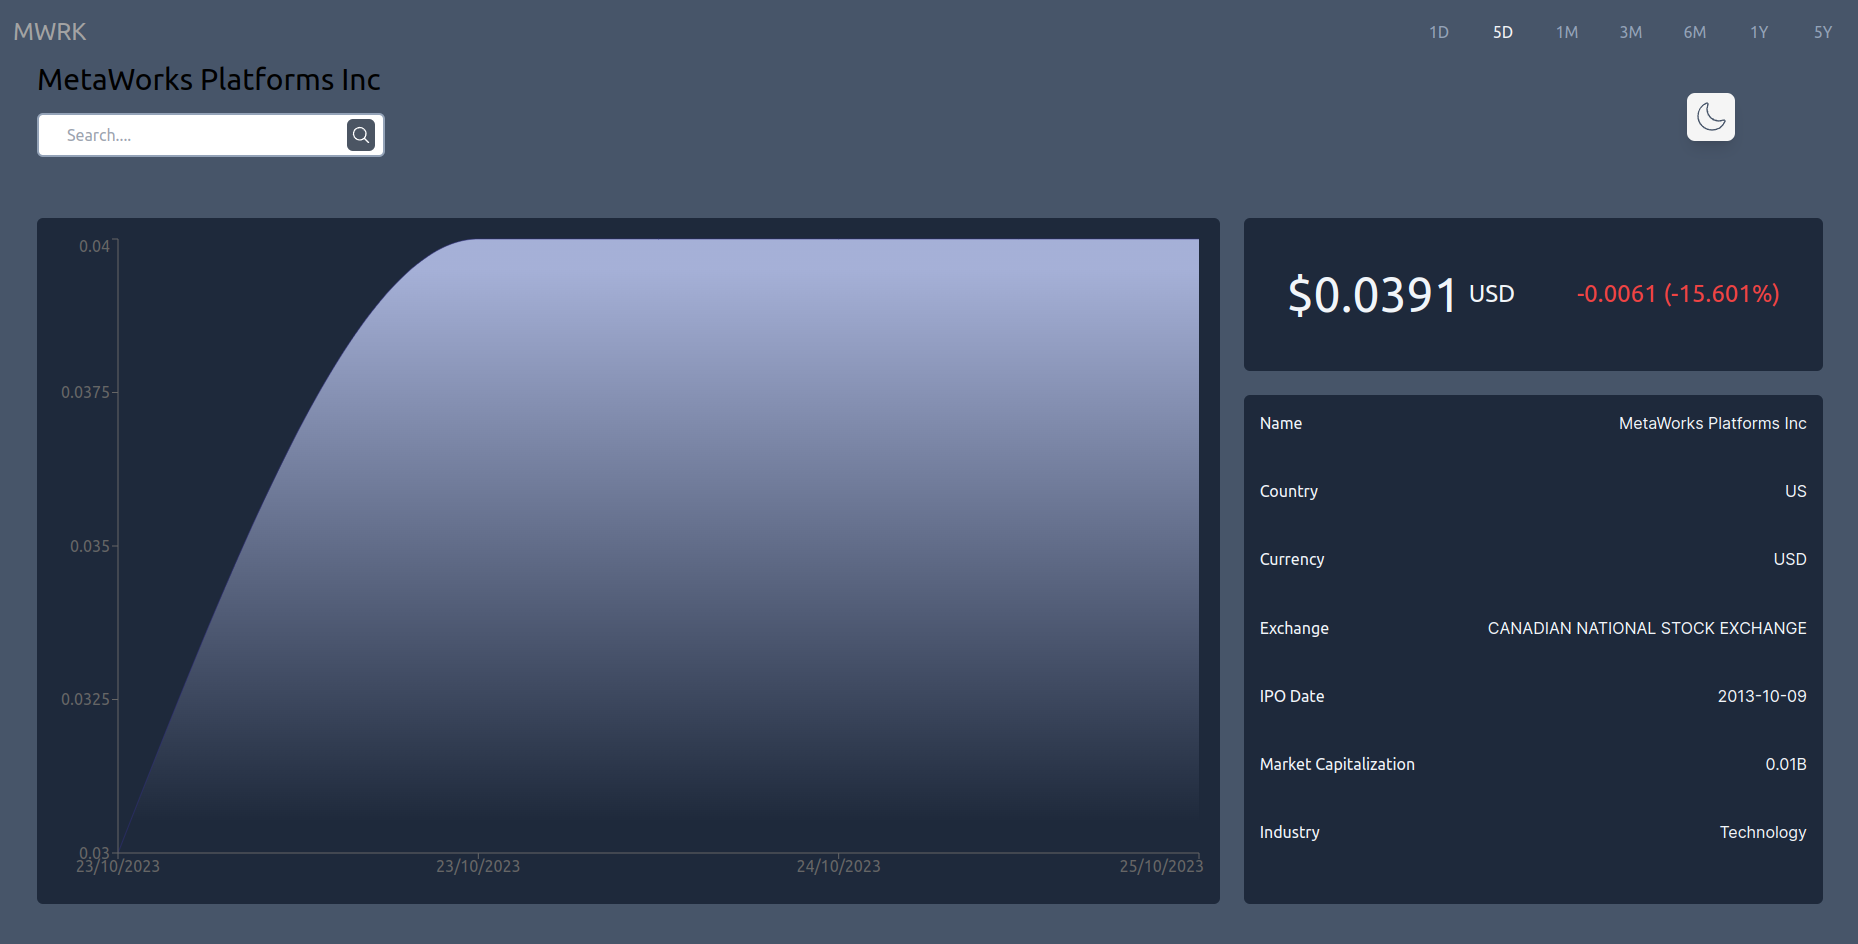 MWRK
1D 5D 1M 3M 6M 1Y 5Y
MetaWorks Platforms Inc
Search....
0.04
0.0375
0.035
0.0325
0.03
23/10/2023 23/10/2023 24/10/2023 25/10/2023
$0.0391 USD -0.0061 (-15.601%)
Name MetaWorks Platforms Inc
Country US
Currency USD
Exchange CANADIAN NATIONAL STOCK EXCHANGE
IPO Date 2013-10-09
Market Capitalization 0.01B
Industry Technology